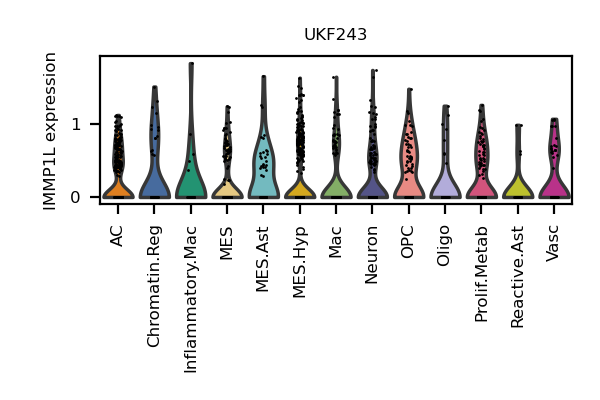 UKF243
IMMP1L expression
1
0
AC
Chromatin.Reg
Inflammatory.Mac
MES
MES.Ast
MES.Hyp
Mac
Neuron
OPC
Oligo
Prolif.Metab
Reactive.Ast
Vasc